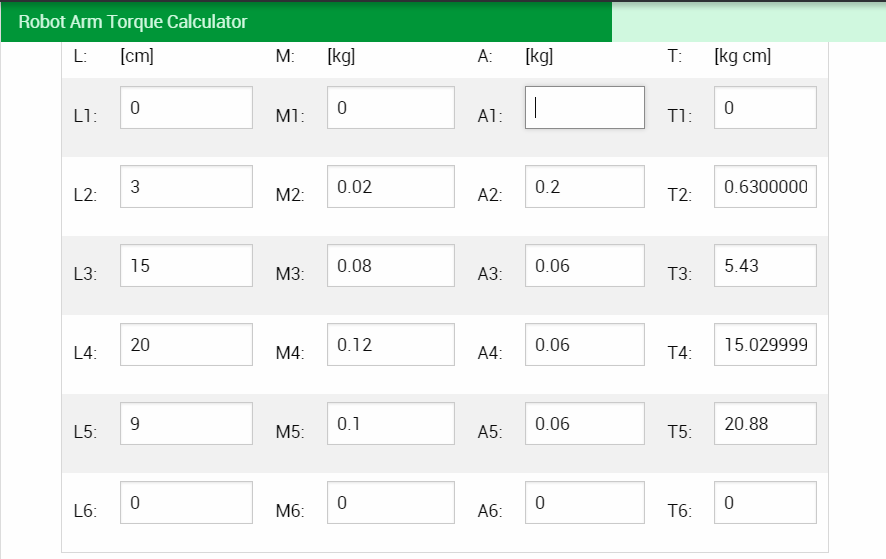 Robot Arm Torque Calculator
L: [cm] M: [kg] A: [kg] T: [kg cm]
L1: 0 M1: 0 A1: T1: 0
L2: 3 M2: 0.02 A2: 0.2 T2: 0.6300000
L3: 15 M3: 0.08 A3: 0.06 T3: 5.43
L4: 20 M4: 0.12 A4: 0.06 T4: 15.029999
L5: 9 M5: 0.1 A5: 0.06 T5: 20.88
L6: 0 M6: 0 A6: 0 T6: 0